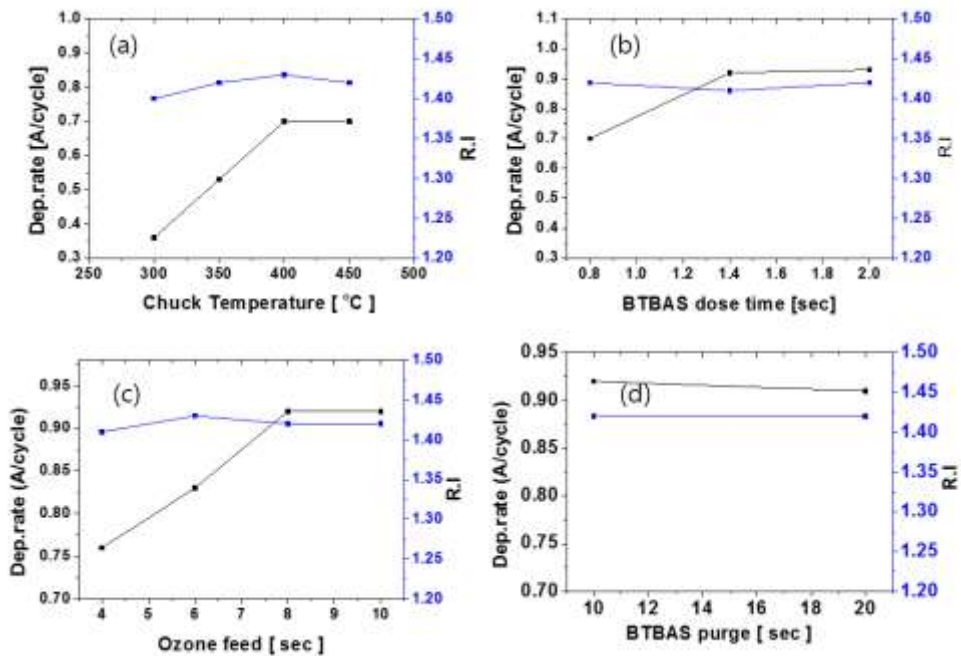 (a)
Dep.rate [A/cycle]
1.0
0.9
0.8
0.7
0.6
0.5
0.4
0.3
250 300 350 400 450 500
Chuck Temperature [ °C ]
1.50
1.45
1.40
1.35
1.30
1.25
1.20
R.I
(b)
Dep.rate [A/cycle]
1.1
1.0
0.9
0.8
0.7
0.6
0.5
0.4
0.3
0.8 1.0 1.2 1.4 1.6 1.8 2.0
BTBAS dose time [sec]
1.50
1.45
1.40
1.35
1.30
1.25
1.20
R.I
(c)
Dep.rate (A/cycle)
0.95
0.90
0.85
0.80
0.75
0.70
4 5 6 7 8 9 10
Ozone feed [ sec ]
1.50
1.45
1.40
1.35
1.30
1.25
1.20
R.I
(d)
Dep.rate (A/cycle)
0.95
0.90
0.85
0.80
0.75
0.70
10 12 14 16 18 20
BTBAS purge [ sec ]
1.50
1.45
1.40
1.35
1.30
1.25
1.20
R.I